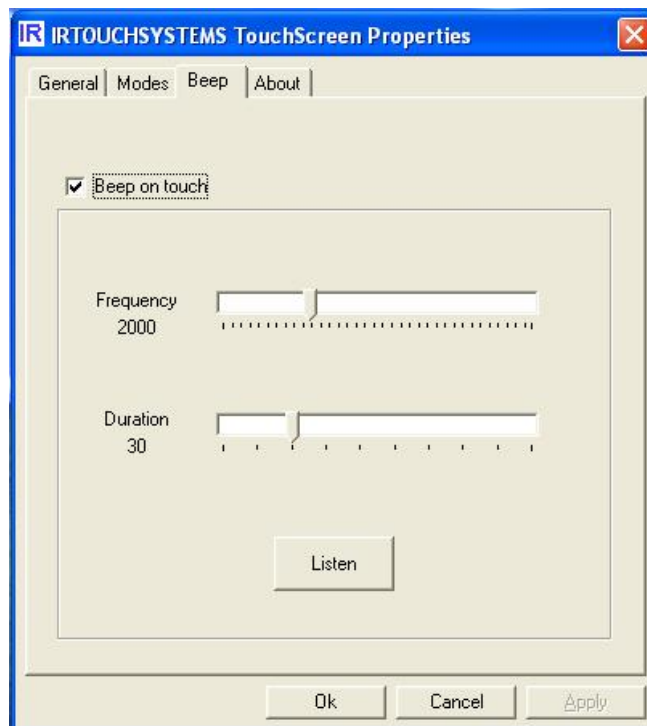 IR IRTOUCHSYSTEMS TouchScreen Properties
General Modes Beep About
Beep on touch
Frequency
2000
Duration
30
Listen
Ok Cancel Apply